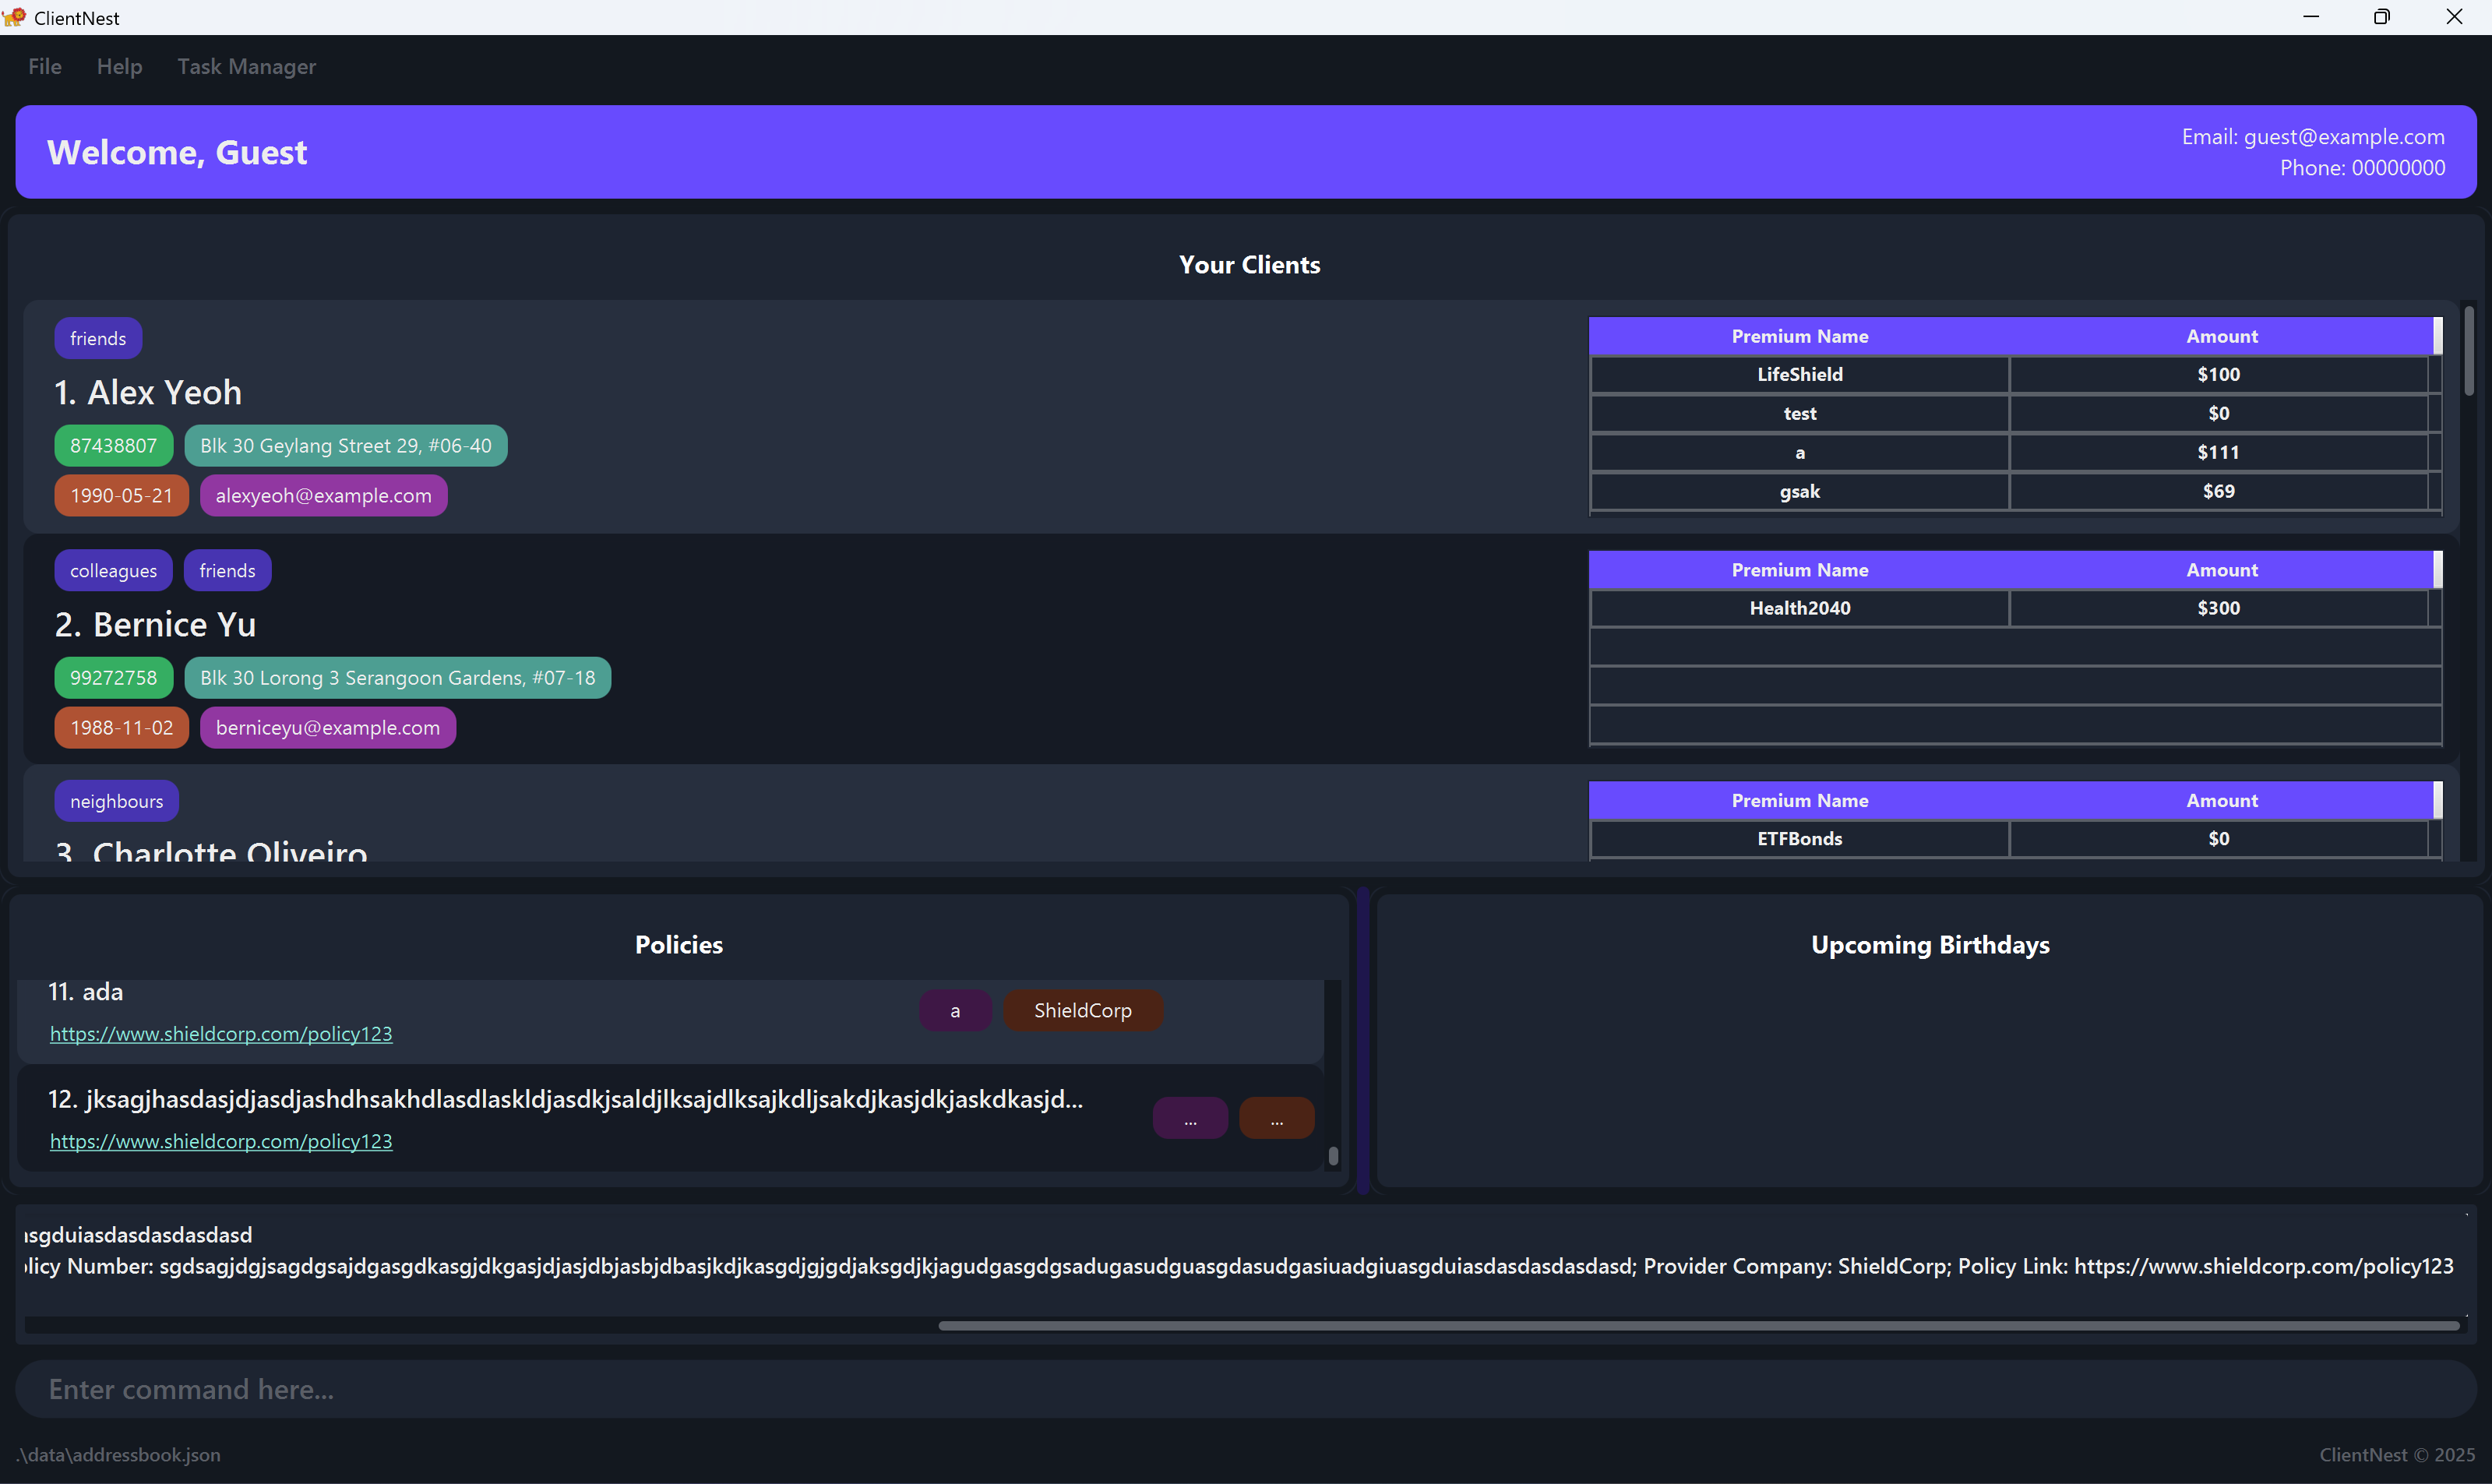 ClientNest
File Help Task Manager
Welcome, Guest
Email: guest@example.com
Phone: 00000000
Your Clients
friends
1. Alex Yeoh
87438807 Blk 30 Geylang Street 29, #06-40
1990-05-21 alexyeoh@example.com
Premium Name Amount
LifeShield $100
test $0
a $111
gsak $69
colleagues friends
2. Bernice Yu
99272758 Blk 30 Lorong 3 Serangoon Gardens, #07-18
1988-11-02 berniceyu@example.com
Premium Name Amount
Health2040 $300
neighbours
3. Charlotte Oliveiro
Premium Name Amount
ETFBonds $0
Policies
11. ada
a ShieldCorp
https://www.shieldcorp.com/policy123
12. jksagjhasdasjdjasdjashdhsakhdlasdlaskldjasdkjsaldjlksajdlksajkdljsakdjkasjdkjaskdkasjd...
... ...
https://www.shieldcorp.com/policy123
Upcoming Birthdays
asgduiasdasdasdasdasd
licy Number: sgdsagjdgjsagdgsajdgasgdkasgjdkgasjdjasjdbjasbjdbasjkdjkasgdjgjgdjaksgdjkjagudgasgdgsadugasudguasgdasudgasiuadgiuasgduiasdasdasdasdasd; Provider Company: ShieldCorp; Policy Link: https://www.shieldcorp.com/policy123
Enter command here...
.\data\addressbook.json
ClientNest © 2025